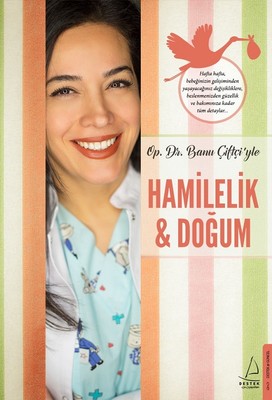 Hafta hafta,
bebeğinizin gelişiminden
yaşayacağınız değişikliklere,
beslenmenizden güzellik
ve bakımınıza kadar
tüm detaylar...
Op. Dr. Banu Çiftçi'yle
HAMİLELİK
& DOĞUM
DESTEK